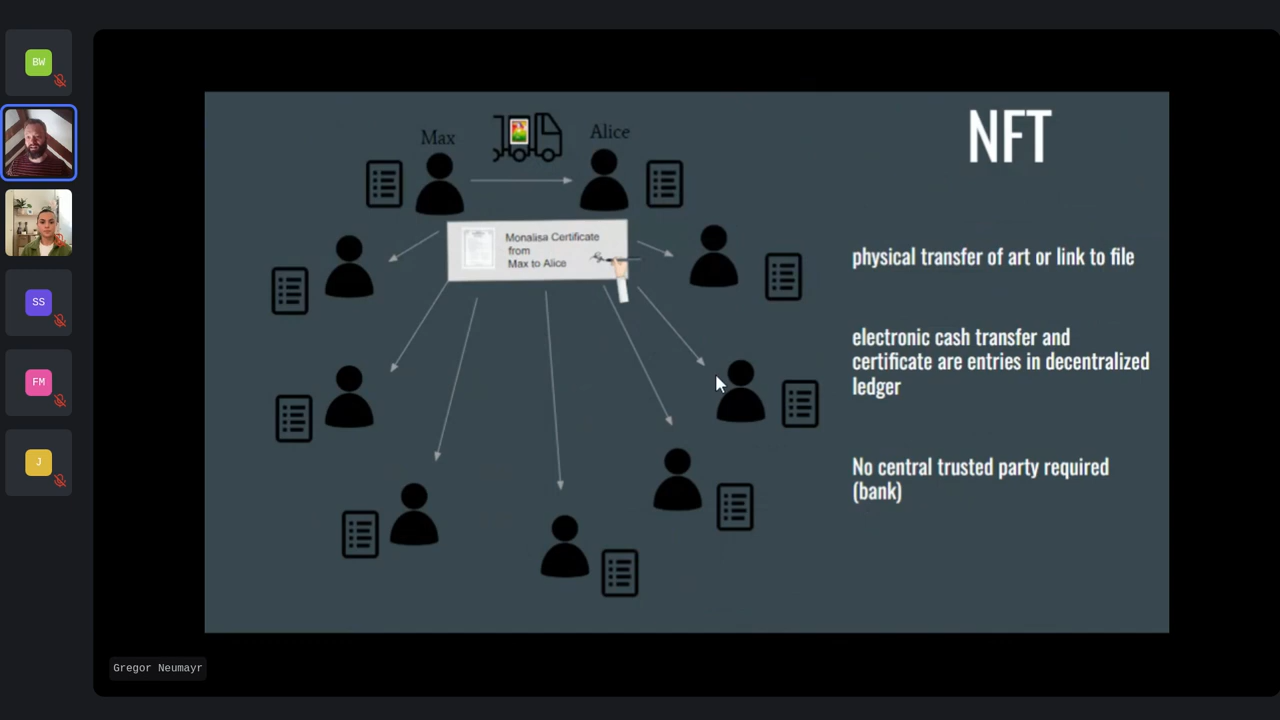 BW
SS
FM
J
Max
Alice
NFT
Monalisa Certificate
from
Max to Alice
physical transfer of art or link to file
electronic cash transfer and
certificate are entries in decentralized
ledger
No central trusted party required
(bank)
Gregor Neumayr